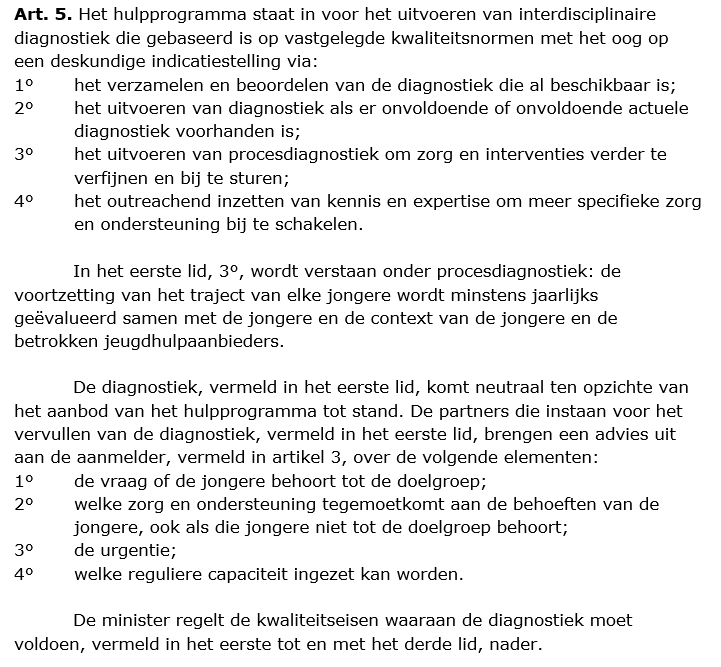 Art. 5. Het hulpprogramma staat in voor het uitvoeren van interdisciplinaire
diagnostiek die gebaseerd is op vastgelegde kwaliteitsnormen met het oog op
een deskundige indicatiestelling via:
1° het verzamelen en beoordelen van de diagnostiek die al beschikbaar is;
2° het uitvoeren van diagnostiek als er onvoldoende of onvoldoende actuele
diagnostiek voorhanden is;
3° het uitvoeren van procesdiagnostiek om zorg en interventies verder te
verfijnen en bij te sturen;
4° het outreachend inzetten van kennis en expertise om meer specifieke zorg
en ondersteuning bij te schakelen.
In het eerste lid, 3°, wordt verstaan onder procesdiagnostiek: de
voortzetting van het traject van elke jongere wordt minstens jaarlijks
geëvalueerd samen met de jongere en de context van de jongere en de
betrokken jeugdhulpaanbieders.
De diagnostiek, vermeld in het eerste lid, komt neutraal ten opzichte van
het aanbod van het hulpprogramma tot stand. De partners die instaan voor het
vervullen van de diagnostiek, vermeld in het eerste lid, brengen een advies uit
aan de aanmelder, vermeld in artikel 3, over de volgende elementen:
1° de vraag of de jongere behoort tot de doelgroep;
2° welke zorg en ondersteuning tegemoetkomt aan de behoeften van de
jongere, ook als die jongere niet tot de doelgroep behoort;
3° de urgentie;
4° welke reguliere capaciteit ingezet kan worden.
De minister regelt de kwaliteitseisen waaraan de diagnostiek moet
voldoen, vermeld in het eerste tot en met het derde lid, nader.